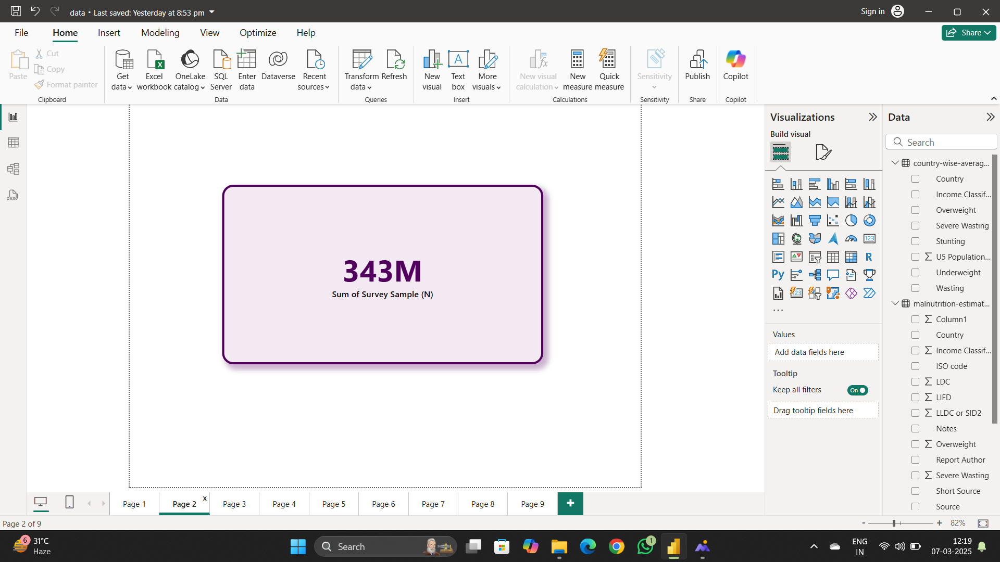 data • Last saved: Yesterday at 8:53 pm
Sign in
File Home Insert Modeling View Optimize Help
Share
Paste
Cut
Copy
Format painter
Clipboard
Get data
Excel workbook
OneLake catalog
SQL Server
Enter data
Dataverse
Recent sources
Data
Transform data
Refresh
Queries
New visual
Text box
More visuals
Insert
New visual calculation
New measure
Quick measure
Calculations
Sensitivity
Sensitivity
Publish
Share
Copilot
Copilot
DAX
343M
Sum of Survey Sample (N)
Visualizations
Build visual
123
R
Py
123
...
Values
Add data fields here
Tooltip
Keep all filters
On
Drag tooltip fields here
Data
Search
country-wise-averag...
Country
Income Classif...
Overweight
Severe Wasting
Stunting
U5 Population...
Underweight
Wasting
malnutrition-estimat...
Column1
Country
Income Classif...
ISO code
LDC
LIFD
LLDC or SID2
Notes
Overweight
Report Author
Severe Wasting
Short Source
Source
Page 1 Page 2 x Page 3 Page 4 Page 5 Page 6 Page 7 Page 8 Page 9 +
Page 2 of 9
- + 82%
6
31°C
Haze
Search
1
ENG
IN
12:19
07-03-2025